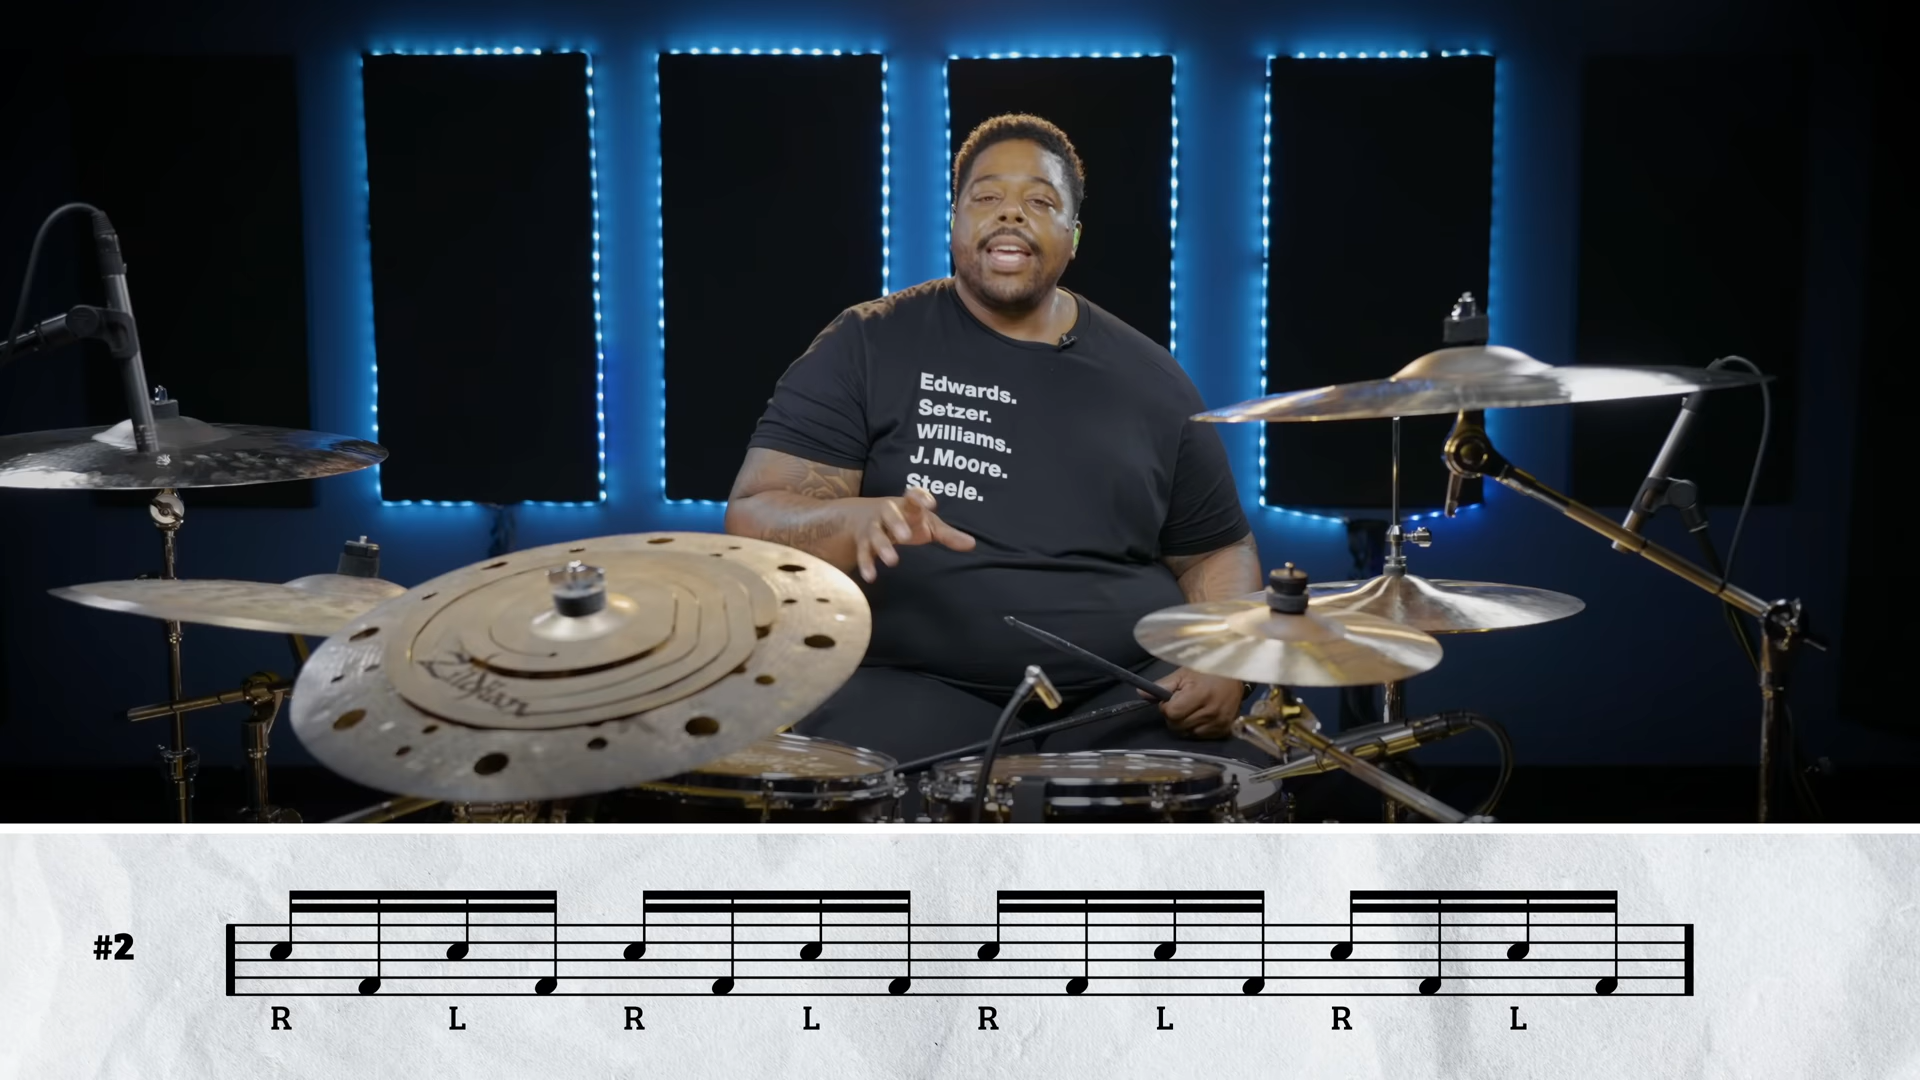 Edwards.
Setzer.
Williams.
J. Moore.
Steele.
Zildjian
#2
R L R L R L R L